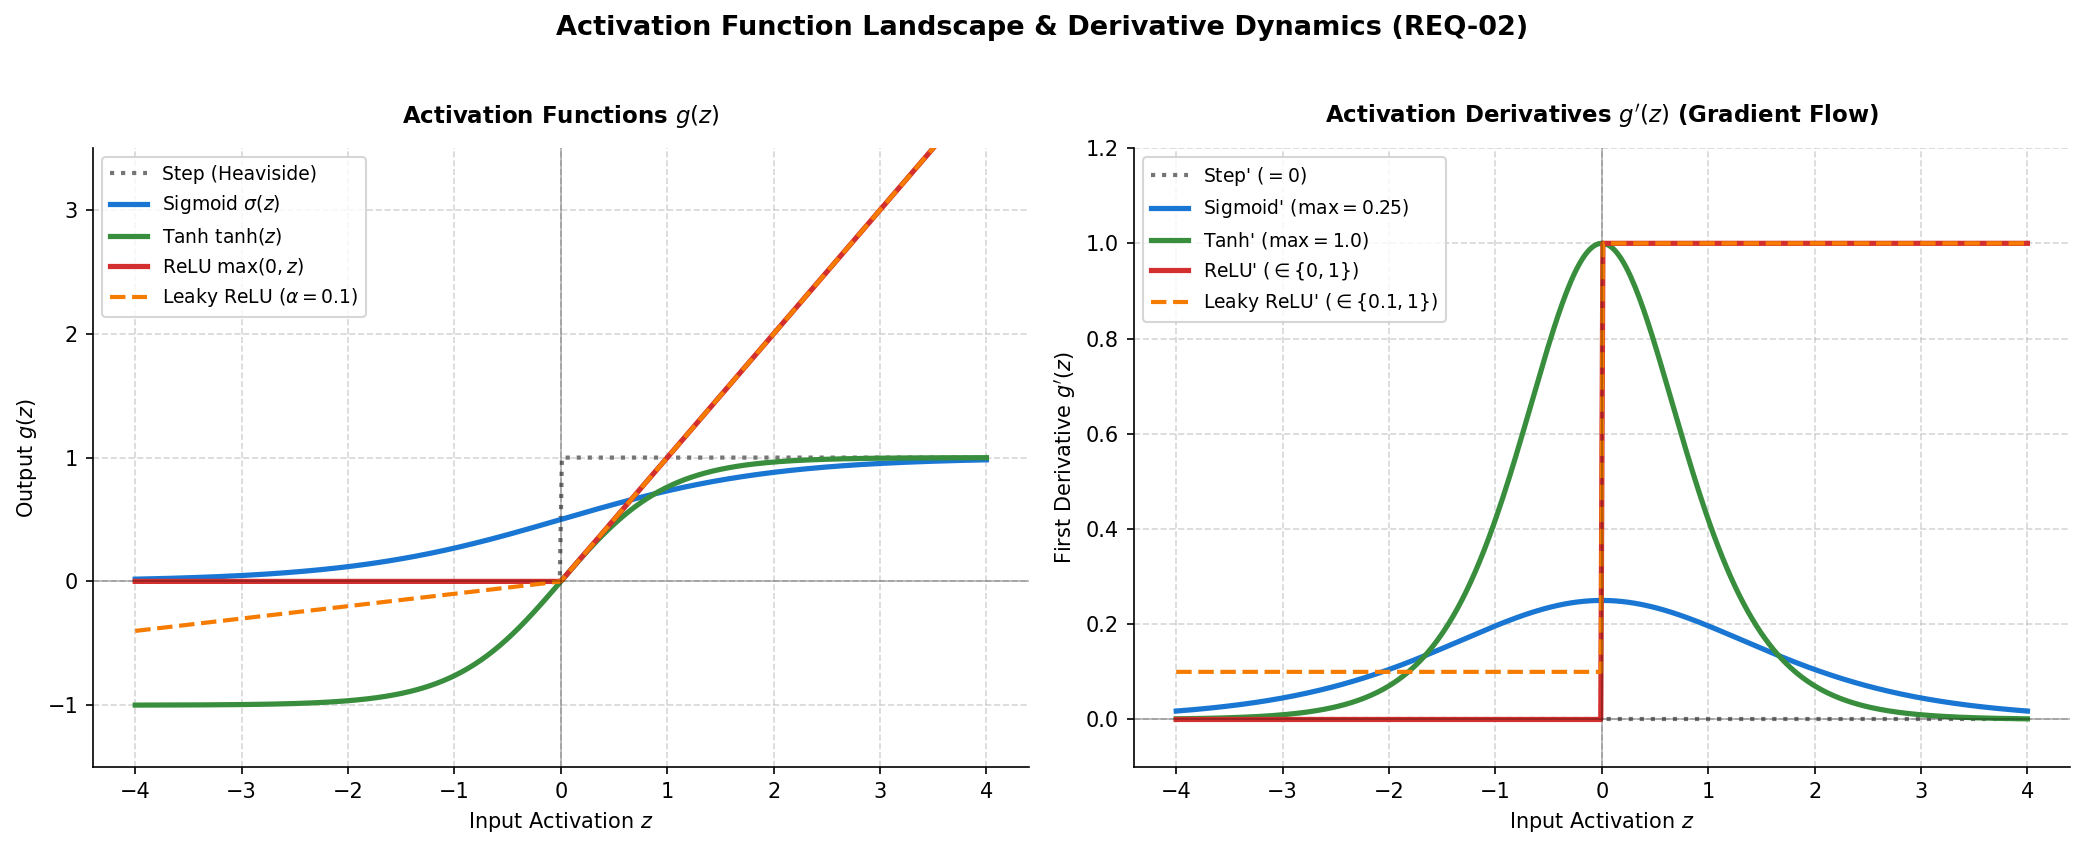 Activation Function Landscape & Derivative Dynamics (REQ-02)
Activation Functions g(z)
Step (Heaviside)
Sigmoid σ(z)
Tanh tanh(z)
ReLU max(0, z)
Leaky ReLU (α = 0.1)
Output g(z)
3
2
1
0
−1
−4 −3 −2 −1 0 1 2 3 4
Input Activation z
Activation Derivatives g′(z) (Gradient Flow)
Step' (= 0)
Sigmoid' (max = 0.25)
Tanh' (max = 1.0)
ReLU' (∈ {0, 1})
Leaky ReLU' (∈ {0.1, 1})
First Derivative g′(z)
1.2
1.0
0.8
0.6
0.4
0.2
0.0
−4 −3 −2 −1 0 1 2 3 4
Input Activation z